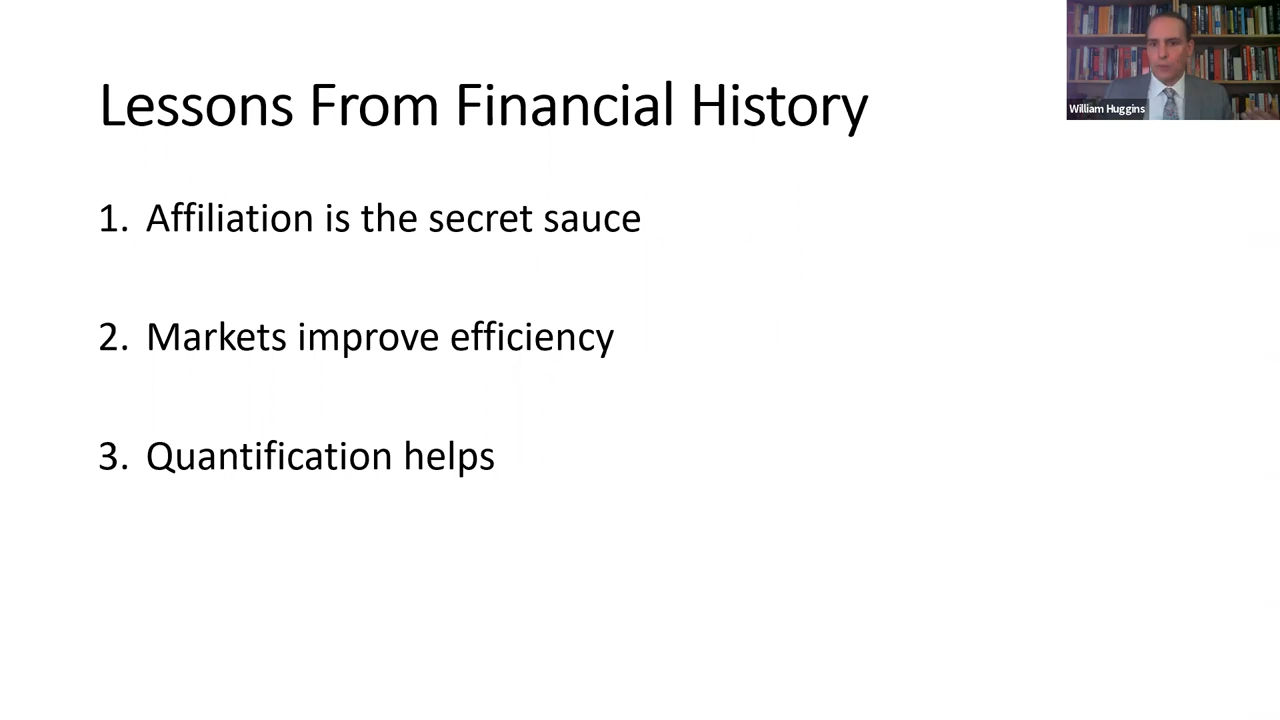 Lessons From Financial History
William Huggins
1. Affiliation is the secret sauce
2. Markets improve efficiency
3. Quantification helps